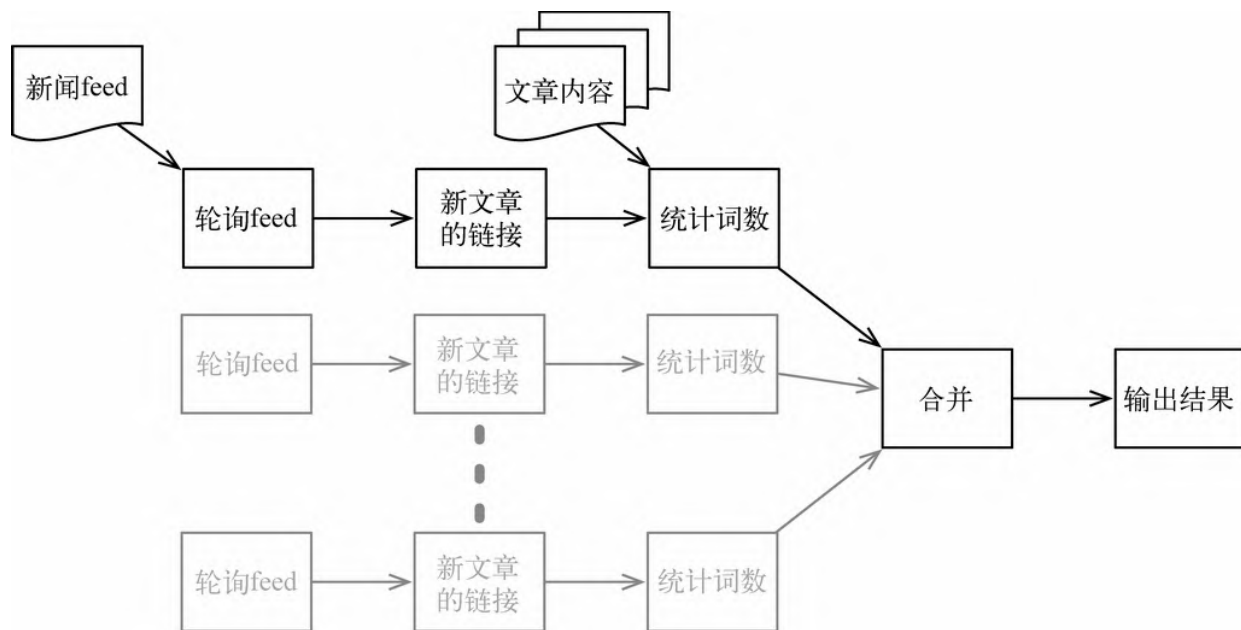 新闻feed
文章内容
轮询feed
新文章
的链接
统计词数
轮询feed
新文章
的链接
统计词数
合并
输出结果
轮询feed
新文章
的链接
统计词数